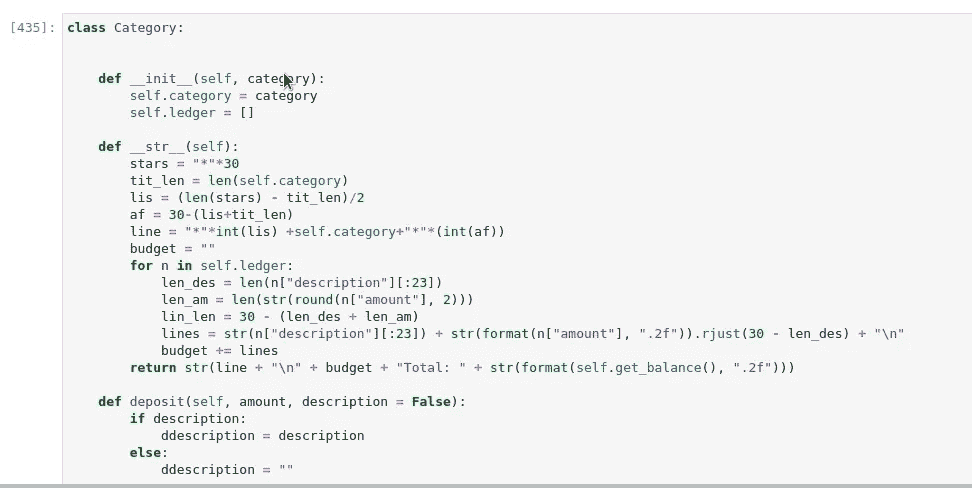 [435]: class Category:
    def __init__(self, category):
        self.category = category
        self.ledger = []
    def __str__(self):
        stars = "*"*30
        tit_len = len(self.category)
        lis = (len(stars) - tit_len)/2
        af = 30-(lis+tit_len)
        line = "*"*int(lis) +self.category+"*"*(int(af))
        budget = ""
        for n in self.ledger:
            len_des = len(n["description"][:23])
            len_am = len(str(round(n["amount"], 2)))
            lin_len = 30 - (len_des + len_am)
            lines = str(n["description"][:23]) + str(format(n["amount"], ".2f")).rjust(30 - len_des) + "\n"
            budget += lines
        return str(line + "\n" + budget + "Total: " + str(format(self.get_balance(), ".2f")))
    def deposit(self, amount, description = False):
        if description:
            ddescription = description
        else:
            ddescription = ""